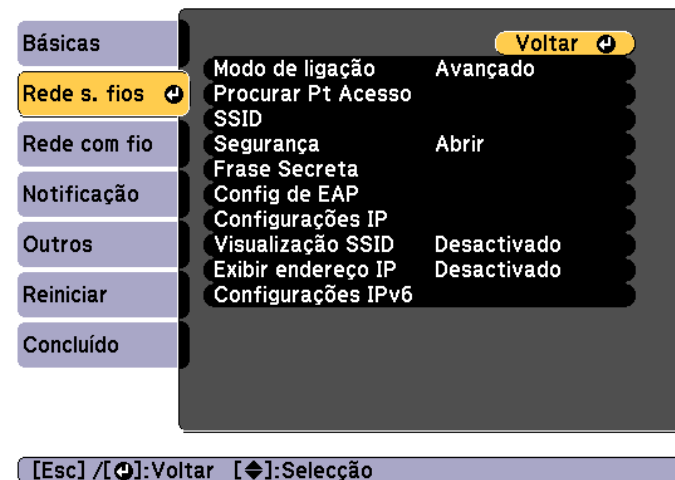 Básicas
Rede s. fios
Rede com fio
Notificação
Outros
Reiniciar
Concluído
Voltar
Modo de ligação Avançado
Procurar Pt Acesso
SSID
Segurança Abrir
Frase Secreta
Config de EAP
Configurações IP
Visualização SSID Desactivado
Exibir endereço IP Desactivado
Configurações IPv6
[Esc] /[⏎]:Voltar [◆]:Selecção